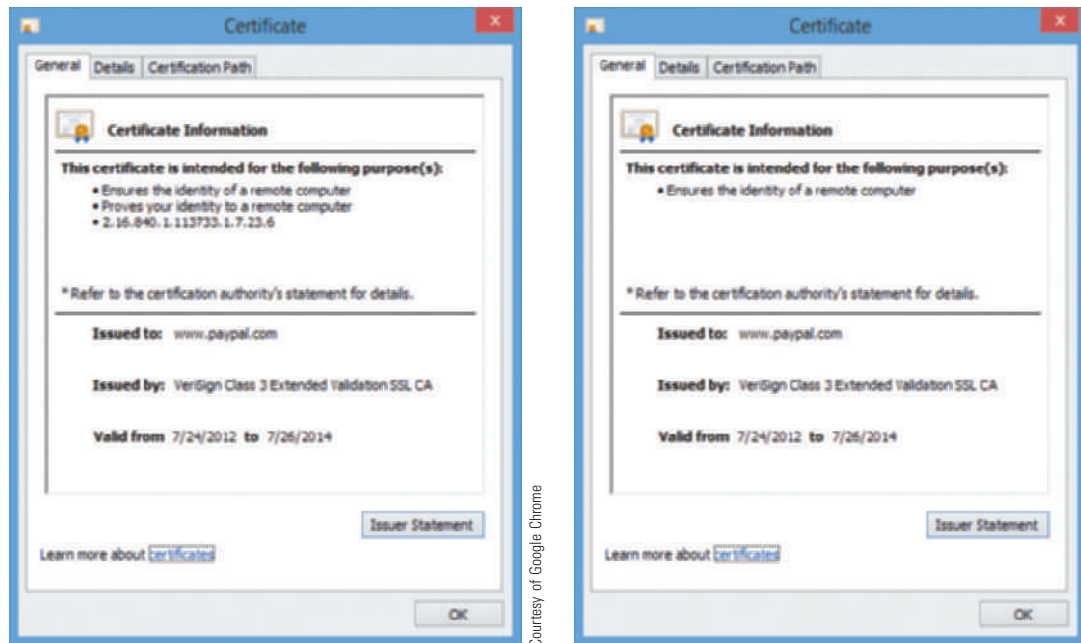 Certificate
x
General Details Certification Path
Certificate Information
This certificate is intended for the following purpose(s):
• Ensures the identity of a remote computer
• Proves your identity to a remote computer
• 2.16.840.1.113733.1.7.23.6
* Refer to the certification authority's statement for details.
Issued to: www.paypal.com
Issued by: VeriSign Class 3 Extended Validation SSL CA
Valid from 7/24/2012 to 7/26/2014
Issuer Statement
Learn more about certificates
OK
Courtesy of Google Chrome
Certificate
x
General Details Certification Path
Certificate Information
This certificate is intended for the following purpose(s):
• Ensures the identity of a remote computer
* Refer to the certification authority's statement for details.
Issued to: www.paypal.com
Issued by: VeriSign Class 3 Extended Validation SSL CA
Valid from 7/24/2012 to 7/26/2014
Issuer Statement
Learn more about certificates
OK